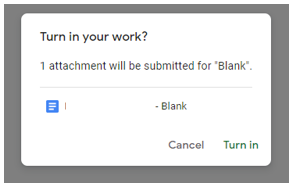 Turn in your work?
1 attachment will be submitted for "Blank".
- Blank
Cancel Turn in